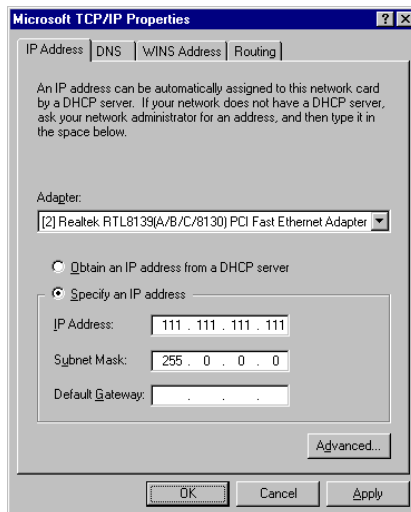 Microsoft TCP/IP Properties
IP Address DNS WINS Address Routing
An IP address can be automatically assigned to this network card
by a DHCP server. If your network does not have a DHCP server,
ask your network administrator for an address, and then type it in
the space below.
Adapter:
[2] Realtek RTL8139(A/B/C/8130) PCI Fast Ethernet Adapter
Obtain an IP address from a DHCP server
Specify an IP address
IP Address: 111 . 111 . 111 . 111
Subnet Mask: 255 . 0 . 0 . 0
Default Gateway: . . .
Advanced...
OK Cancel Apply